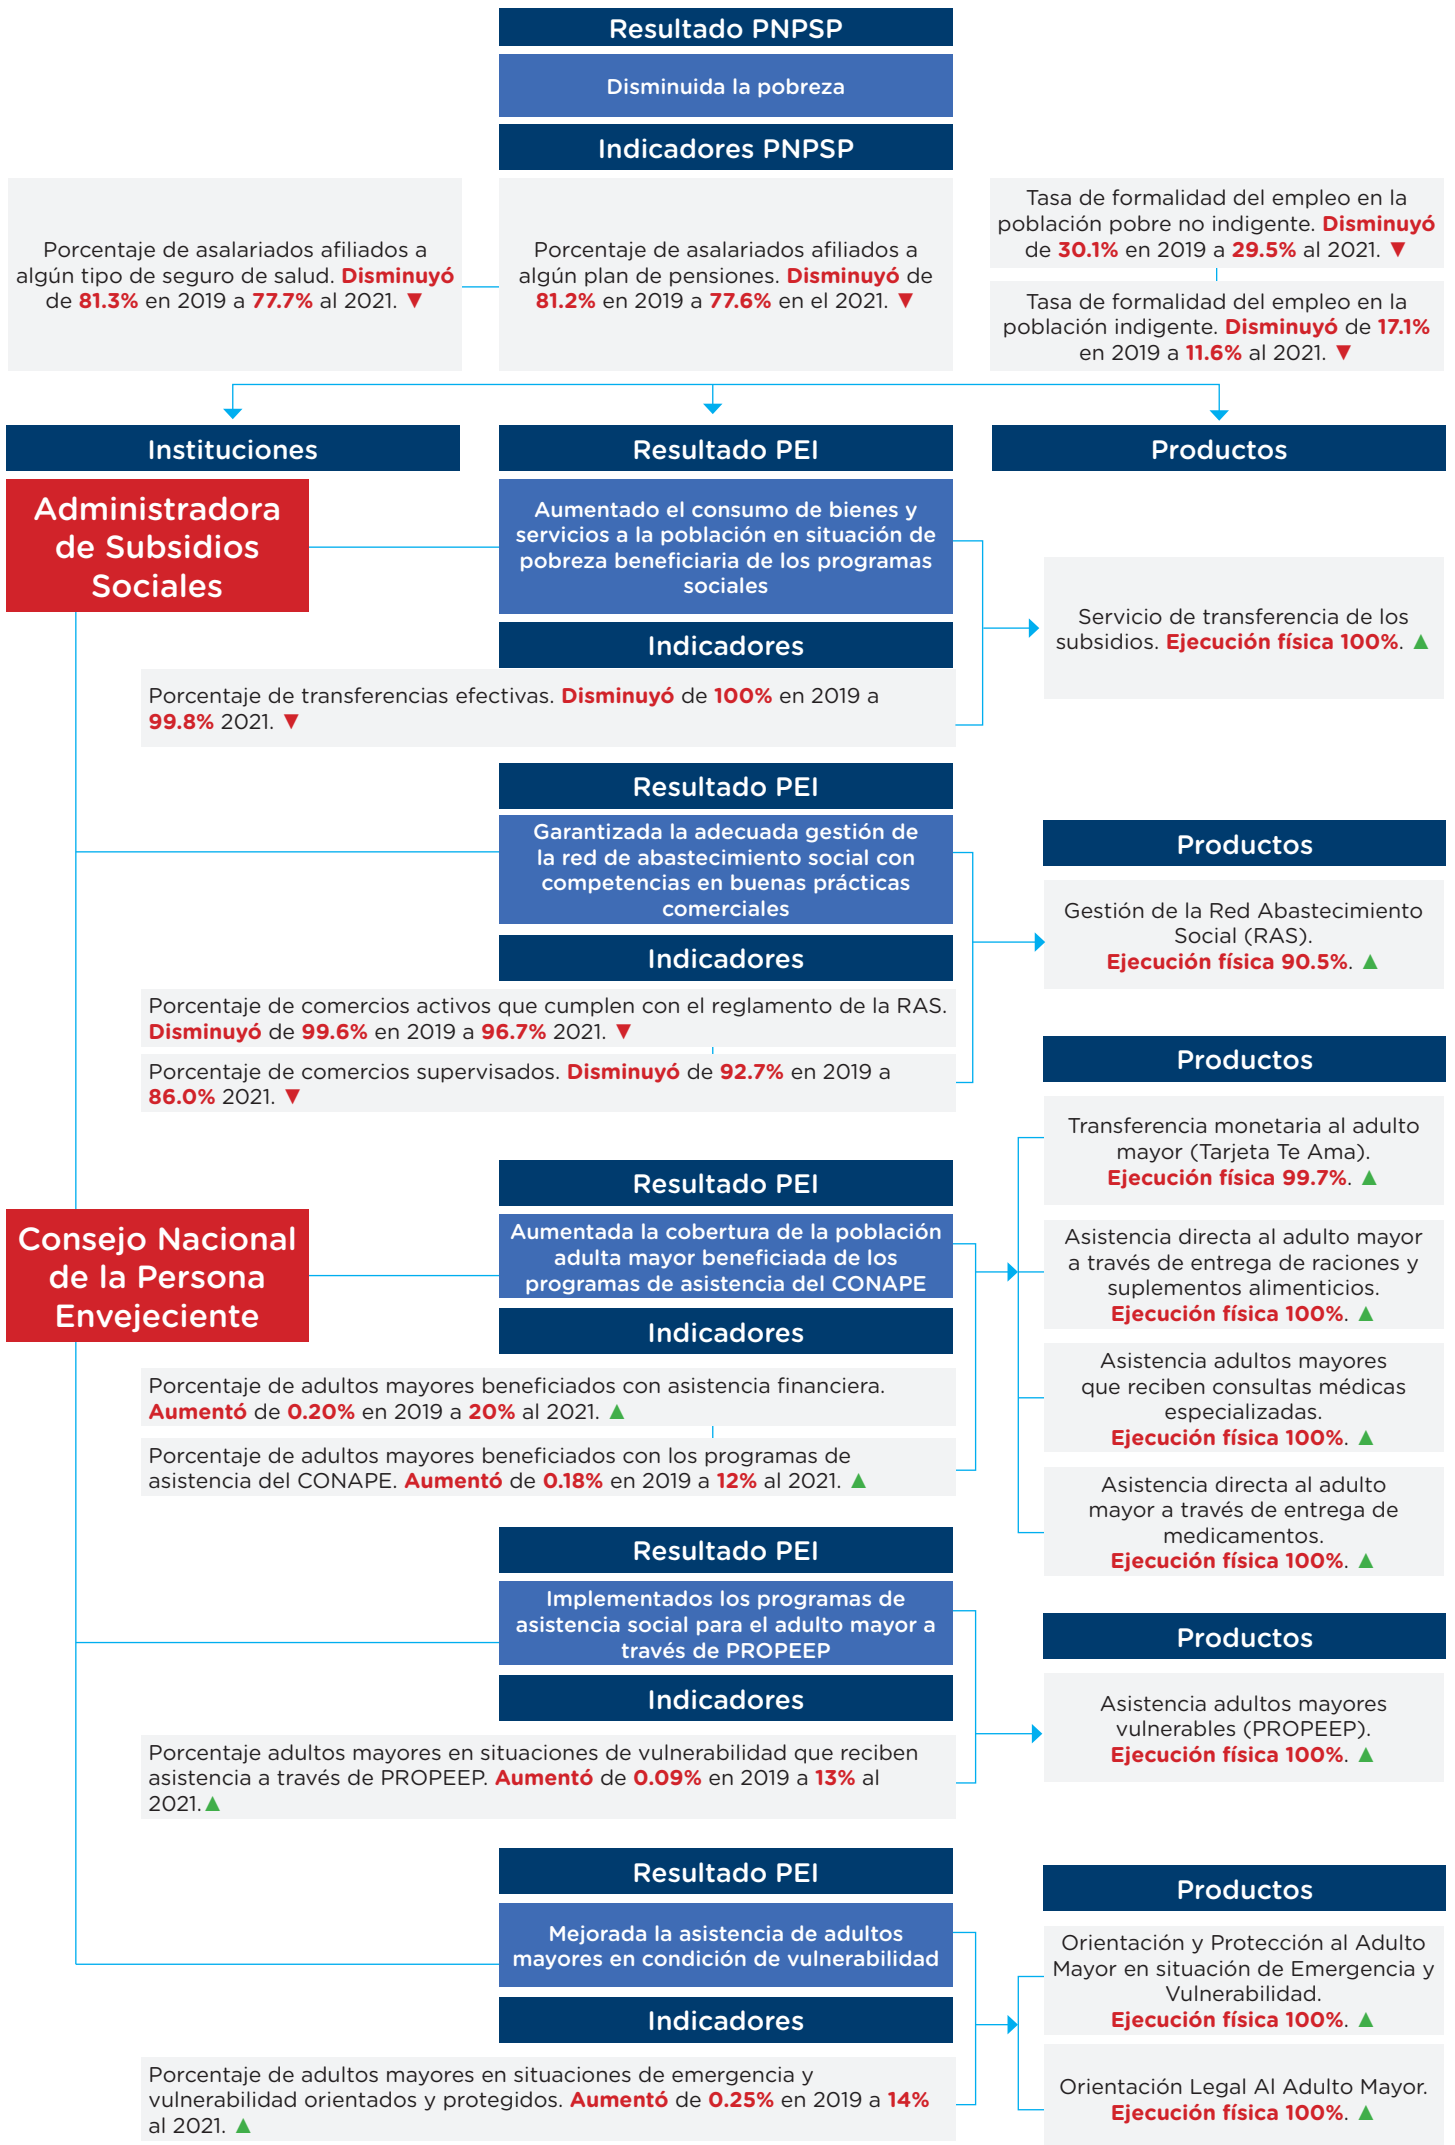 Resultado PNPSP
Disminuida la pobreza
Indicadores PNPSP
Porcentaje de asalariados afiliados a
algún tipo de seguro de salud. Disminuyó
de 81.3% en 2019 a 77.7% al 2021. ▼
Porcentaje de asalariados afiliados a
algún plan de pensiones. Disminuyó de
81.2% en 2019 a 77.6% en el 2021. ▼
Tasa de formalidad del empleo en la
población pobre no indigente. Disminuyó
de 30.1% en 2019 a 29.5% al 2021. ▼
Tasa de formalidad del empleo en la
población indigente. Disminuyó de 17.1%
en 2019 a 11.6% al 2021. ▼
Instituciones
Resultado PEI
Productos
Administradora
de Subsidios
Sociales
Aumentado el consumo de bienes y
servicios a la población en situación de
pobreza beneficiaria de los programas
sociales
Indicadores
Porcentaje de transferencias efectivas. Disminuyó de 100% en 2019 a
99.8% 2021. ▼
Servicio de transferencia de los
subsidios. Ejecución física 100%. ▲
Resultado PEI
Garantizada la adecuada gestión de
la red de abastecimiento social con
competencias en buenas prácticas
comerciales
Indicadores
Porcentaje de comercios activos que cumplen con el reglamento de la RAS.
Disminuyó de 99.6% en 2019 a 96.7% 2021. ▼
Porcentaje de comercios supervisados. Disminuyó de 92.7% en 2019 a
86.0% 2021. ▼
Productos
Gestión de la Red Abastecimiento
Social (RAS).
Ejecución física 90.5%. ▲
Consejo Nacional
de la Persona
Envejeciente
Resultado PEI
Aumentada la cobertura de la población
adulta mayor beneficiada de los
programas de asistencia del CONAPE
Indicadores
Porcentaje de adultos mayores beneficiados con asistencia financiera.
Aumentó de 0.20% en 2019 a 20% al 2021. ▲
Porcentaje de adultos mayores beneficiados con los programas de
asistencia del CONAPE. Aumentó de 0.18% en 2019 a 12% al 2021. ▲
Productos
Transferencia monetaria al adulto
mayor (Tarjeta Te Ama).
Ejecución física 99.7%. ▲
Asistencia directa al adulto mayor
a través de entrega de raciones y
suplementos alimenticios.
Ejecución física 100%. ▲
Asistencia adultos mayores
que reciben consultas médicas
especializadas.
Ejecución física 100%. ▲
Asistencia directa al adulto
mayor a través de entrega de
medicamentos.
Ejecución física 100%. ▲
Resultado PEI
Implementados los programas de
asistencia social para el adulto mayor a
través de PROPEEP
Indicadores
Porcentaje adultos mayores en situaciones de vulnerabilidad que reciben
asistencia a través de PROPEEP. Aumentó de 0.09% en 2019 a 13% al
2021.▲
Productos
Asistencia adultos mayores
vulnerables (PROPEEP).
Ejecución física 100%. ▲
Resultado PEI
Mejorada la asistencia de adultos
mayores en condición de vulnerabilidad
Indicadores
Porcentaje de adultos mayores en situaciones de emergencia y
vulnerabilidad orientados y protegidos. Aumentó de 0.25% en 2019 a 14%
al 2021. ▲
Productos
Orientación y Protección al Adulto
Mayor en situación de Emergencia y
Vulnerabilidad.
Ejecución física 100%. ▲
Orientación Legal Al Adulto Mayor.
Ejecución física 100%. ▲